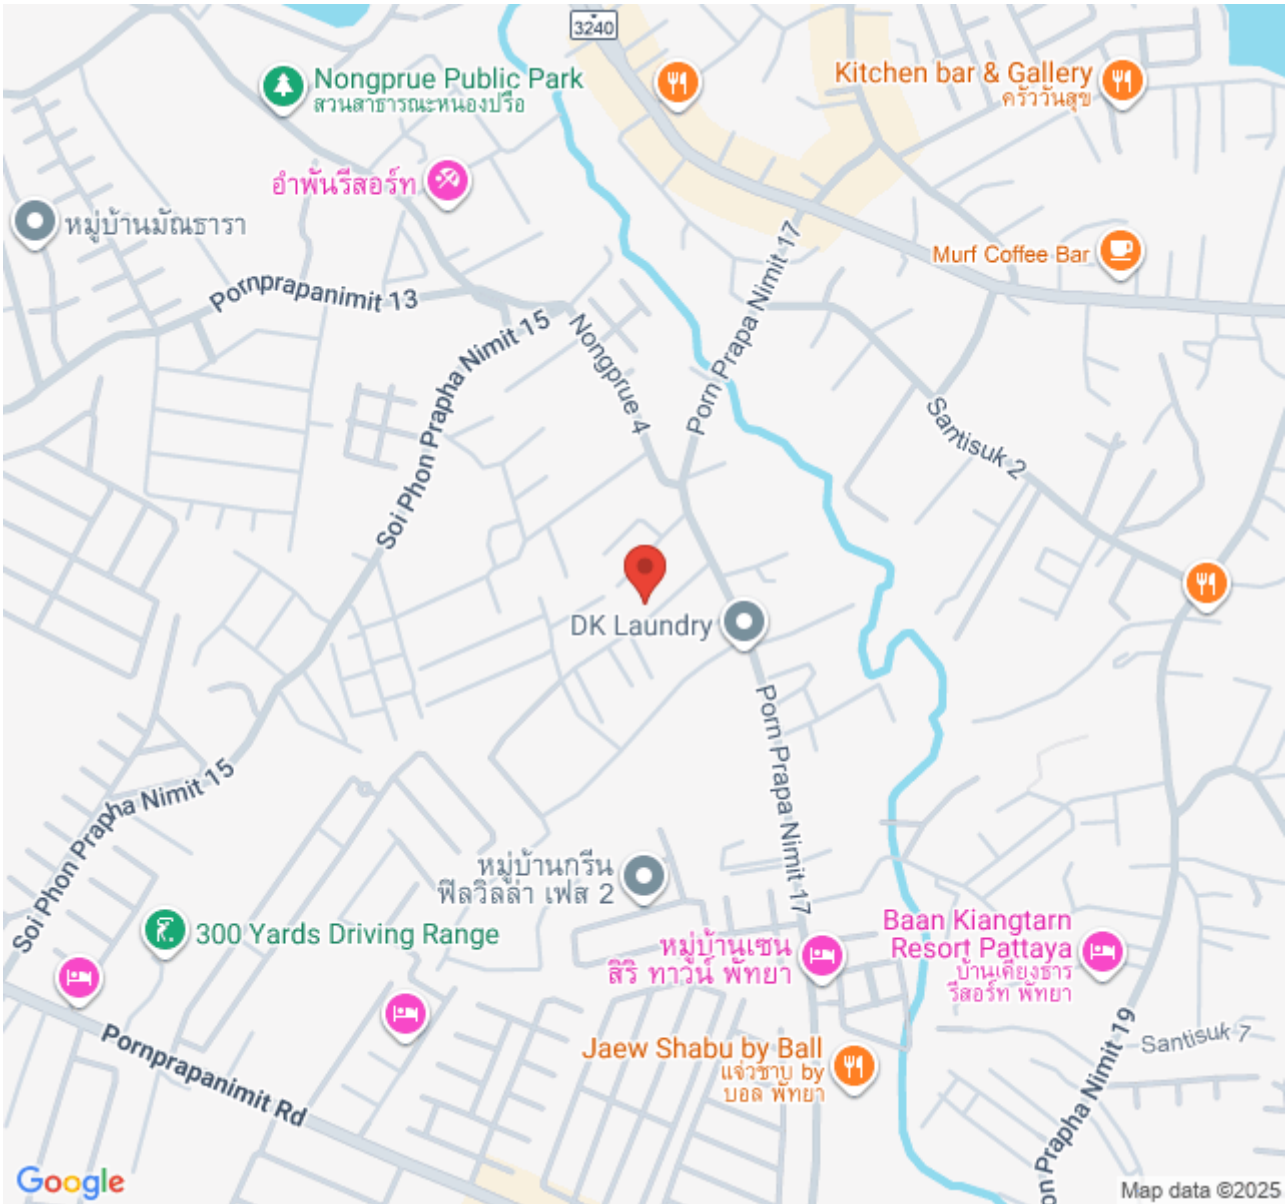 3240
Nongprue Public Park
สวนสาธารณะหนองปรือ
Kitchen bar & Gallery
ครัววันสุข
อำพันรีสอร์ท
หมู่บ้านมัณธารา
Murf Coffee Bar
Pornprapanimit 13
Soi Phon Prapha Nimit 15
Nongprue 4
Porn Prapa Nimit 17
Santisuk 2
DK Laundry
Porn Prapa Nimit 17
Soi Phon Prapha Nimit 15
หมู่บ้านกรีน
ฟิลวิลล่า เฟส 2
300 Yards Driving Range
หมู่บ้านเซน
สิริ ทาวน์ พัทยา
Baan Kiangtarn
Resort Pattaya
บ้านเคียงธาร
รีสอร์ท พัทยา
Pornprapanimit Rd
Jaew Shabu by Ball
แจ่วชาบู by
บอล พัทยา
Santisuk 7
on Prapha Nimit 19
Google
Map data ©2025